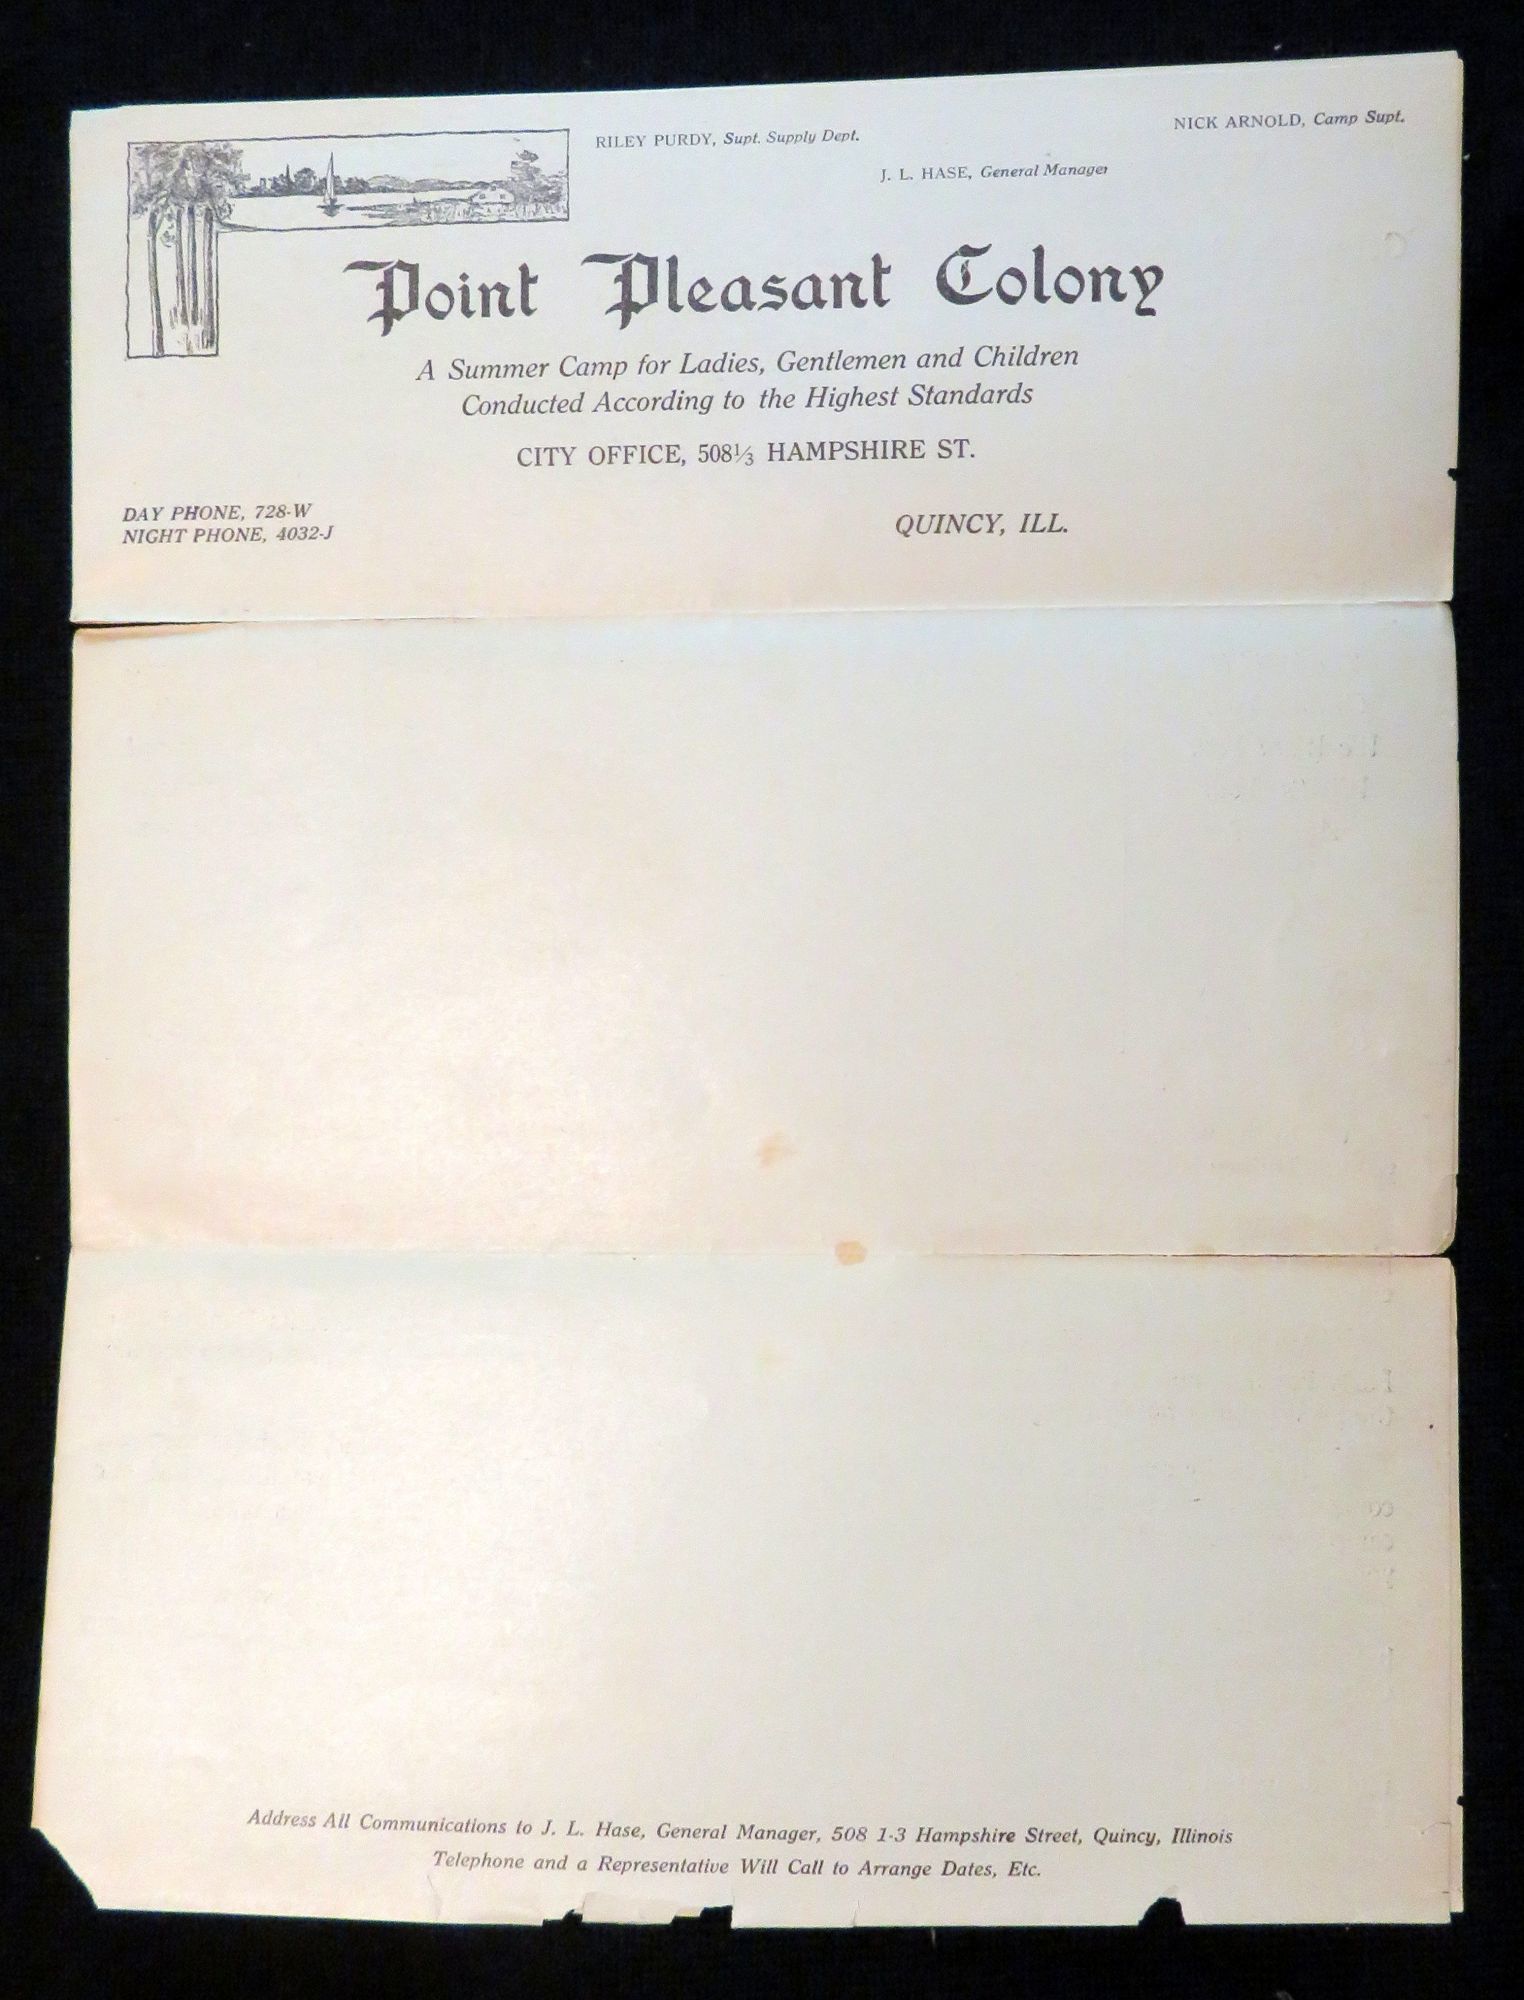 RILEY PURDY, Supt. Supply Dept.
NICK ARNOLD, Camp Supt.
J. L. HASE, General Manager
Point Pleasant Colony
A Summer Camp for Ladies, Gentlemen and Children
Conducted According to the Highest Standards
CITY OFFICE, 508⅓ HAMPSHIRE ST.
DAY PHONE, 728-W
NIGHT PHONE, 4032-J
QUINCY, ILL.
Address All Communications to J. L. Hase, General Manager, 508 1-3 Hampshire Street, Quincy, Illinois
Telephone and a Representative Will Call to Arrange Dates, Etc.